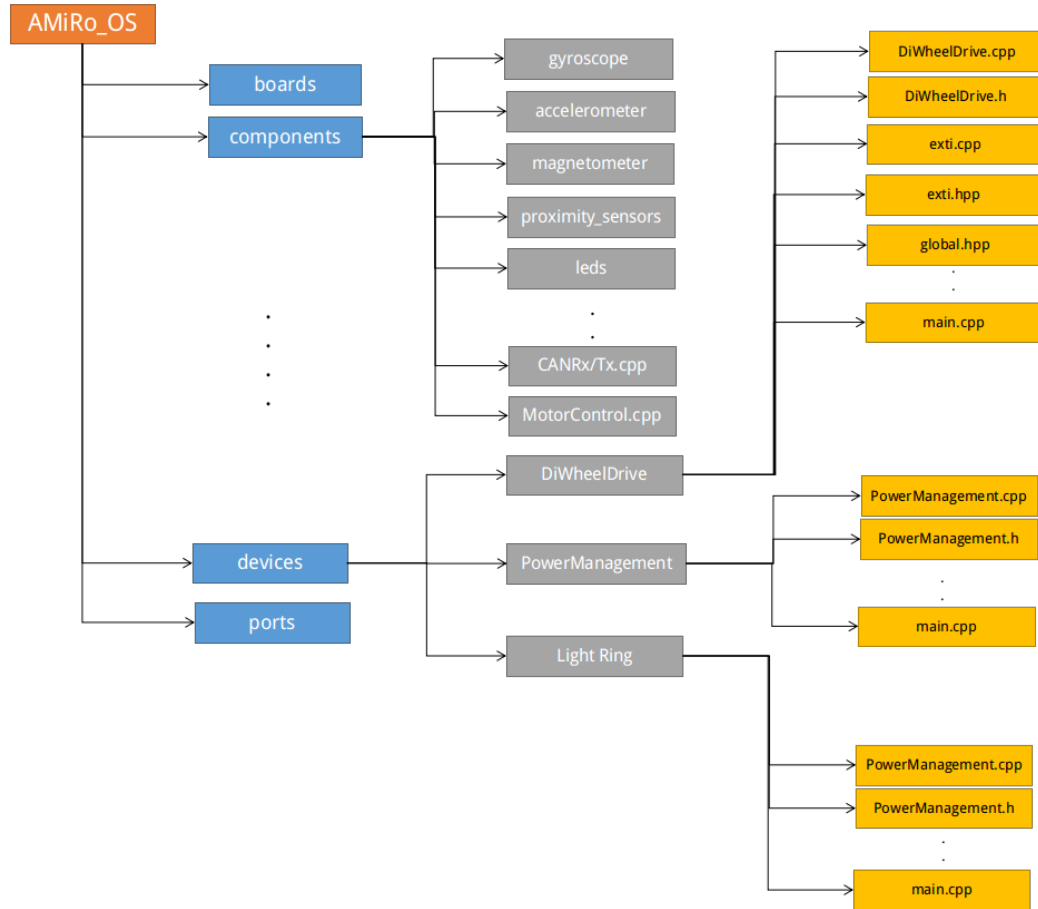 AMiRo_OS
boards
components
devices
ports
gyroscope
accelerometer
magnetometer
proximity_sensors
leds
CANRx/Tx.cpp
MotorControl.cpp
DiWheelDrive
PowerManagement
Light Ring
DiWheelDrive.cpp
DiWheelDrive.h
exti.cpp
exti.hpp
global.hpp
main.cpp
PowerManagement.cpp
PowerManagement.h
main.cpp
PowerManagement.cpp
PowerManagement.h
main.cpp